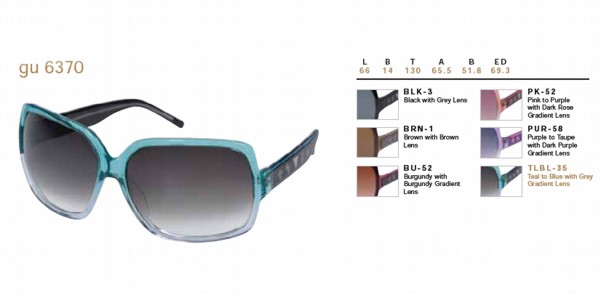 gu 6370
L B T A B ED
66 14 130 65.5 51.8 69.3
BLK-3
Black with Grey Lens
BRN-1
Brown with Brown
Lens
BU-52
Burgundy with
Burgundy Gradient
Lens
PK-52
Pink to Purple
with Dark Rose
Gradient Lens
PUR-58
Purple to Taupe
with Dark Purple
Gradient Lens
TLBL-35
Teal to Blue with Grey
Gradient Lens